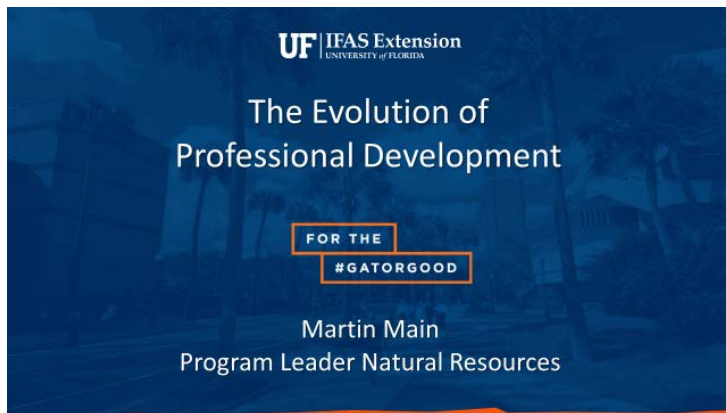 UF IFAS Extension
UNIVERSITY of FLORIDA
The Evolution of
Professional Development
FOR THE
#GATORGOOD
Martin Main
Program Leader Natural Resources